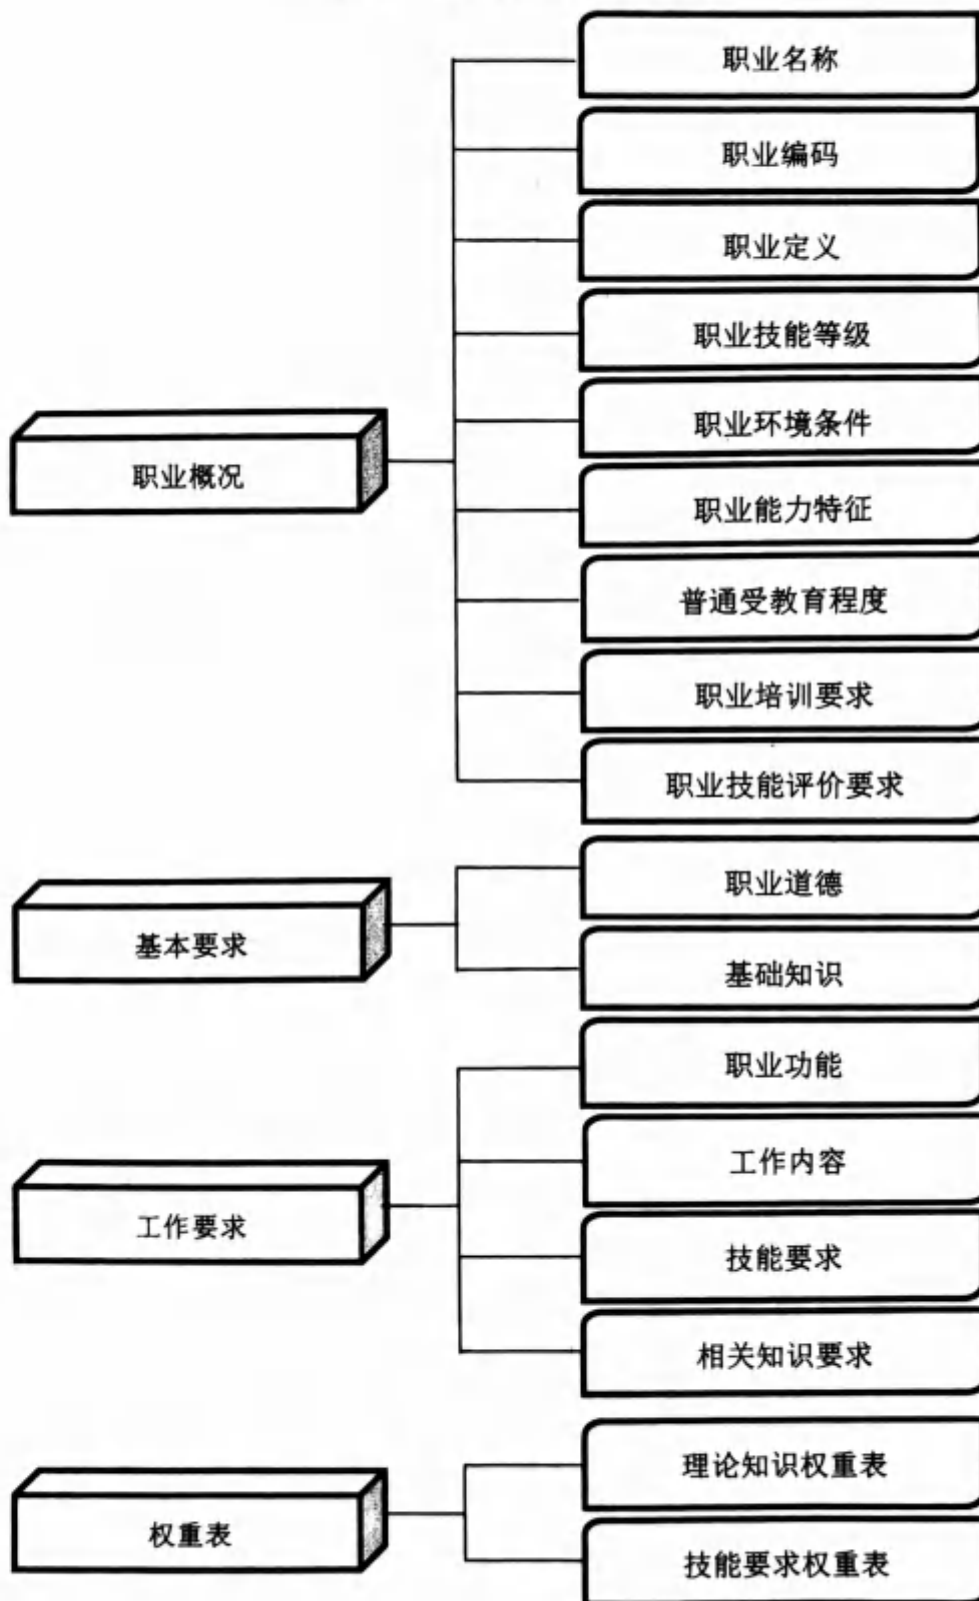 职业名称
职业编码
职业定义
职业技能等级
职业环境条件
职业概况
职业能力特征
普通受教育程度
职业培训要求
职业技能评价要求
职业道德
基本要求
基础知识
职业功能
工作内容
工作要求
技能要求
相关知识要求
理论知识权重表
权重表
技能要求权重表